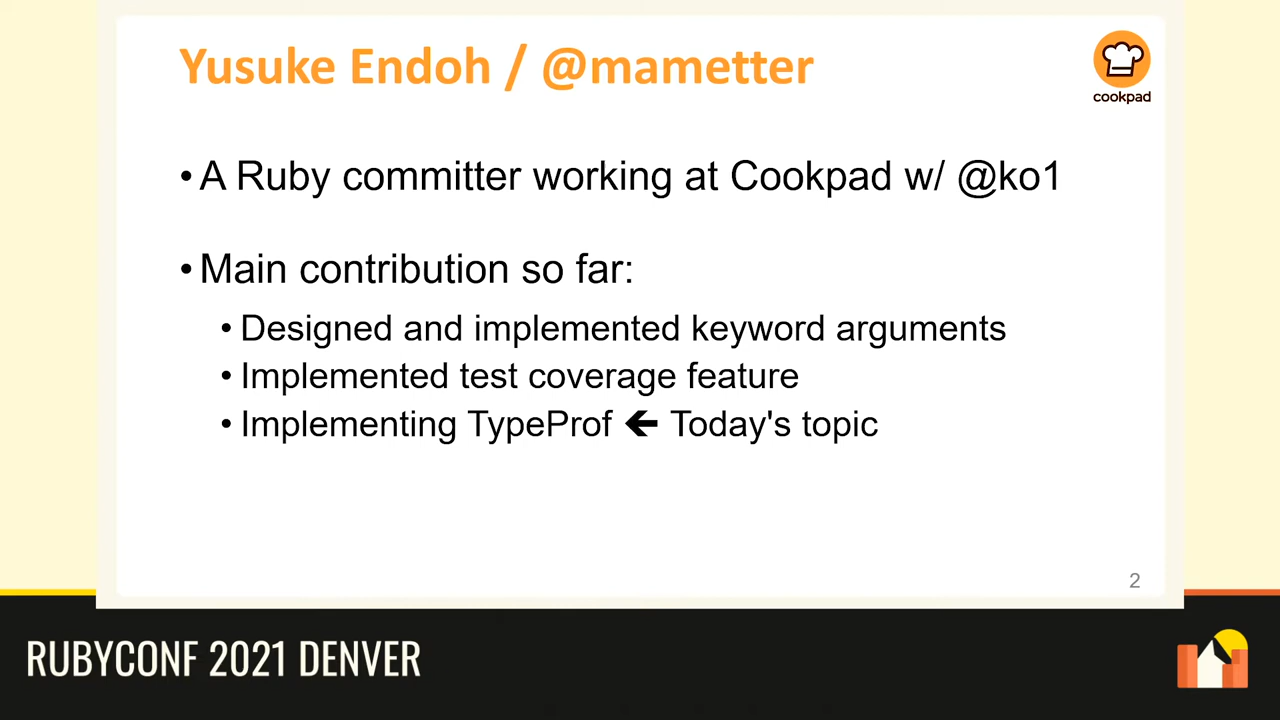 Yusuke Endoh / @mametter
cookpad
• A Ruby committer working at Cookpad w/ @ko1
• Main contribution so far:
• Designed and implemented keyword arguments
• Implemented test coverage feature
• Implementing TypeProf 🡸 Today's topic
2
RUBYCONF 2021 DENVER